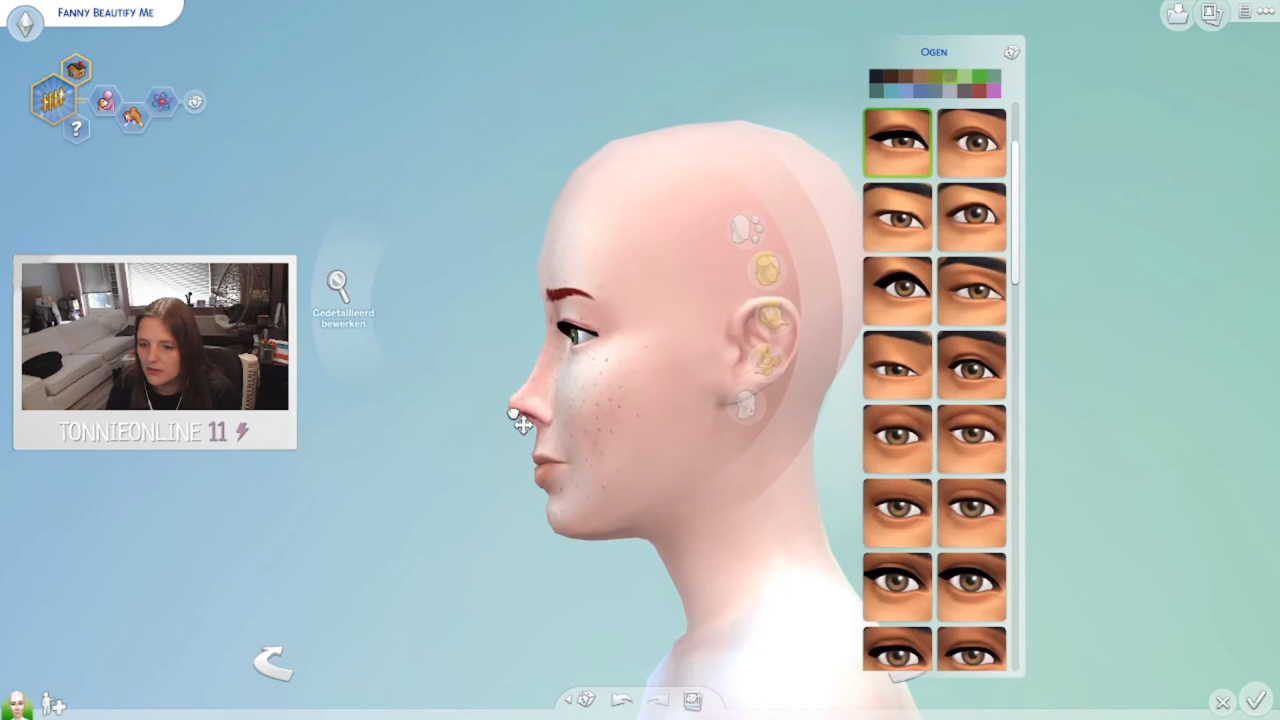 Fanny Beautify Me
Ogen
?
Gedetailleerd
bewerken
TONNIEONLINE 11